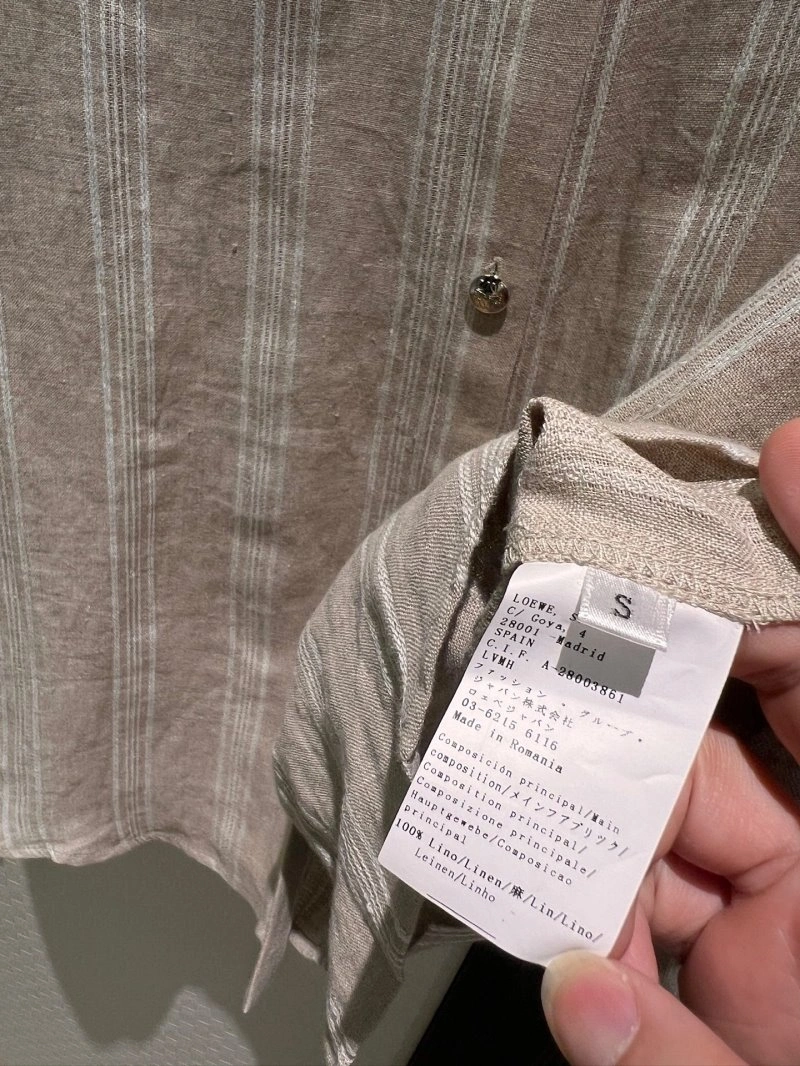 S
LOEWE, S
C/ Goya, 4
28001 -Madrid
SPAIN
C.I.F. A-28003861
LVMH
ファッション・グループ・
ジャパン株式会社
ロエベジャパン
03-6215 6116
Made in Romania
Composición principal/Main
composition/メインファブリック/
Composition principal/
Hauptgewebe/Composizione principale/
Composicao
principal
100% Lino/Linen/麻/Lin/Lino/
Leinen/Linho